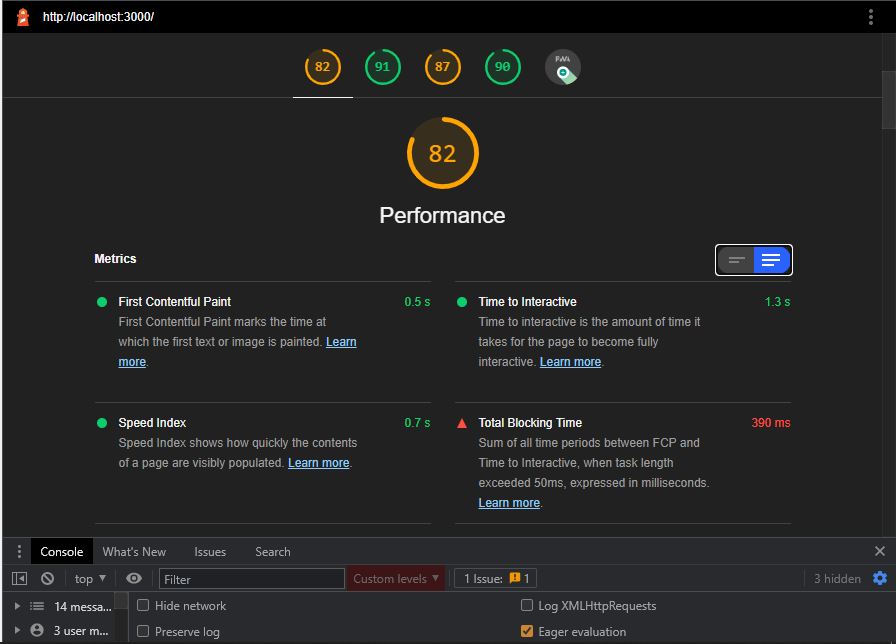 http://localhost:3000/
82
91
87
90
PWA
82
Performance
Metrics
First Contentful Paint
0.5 s
First Contentful Paint marks the time at
which the first text or image is painted. Learn
more.
Time to Interactive
1.3 s
Time to interactive is the amount of time it
takes for the page to become fully
interactive. Learn more.
Speed Index
0.7 s
Speed Index shows how quickly the contents
of a page are visibly populated. Learn more.
Total Blocking Time
390 ms
Sum of all time periods between FCP and
Time to Interactive, when task length
exceeded 50ms, expressed in milliseconds.
Learn more.
Console What's New Issues Search
top Filter Custom levels 1 Issue: 1 3 hidden
14 messa...
Hide network
Log XMLHttpRequests
3 user m...
Preserve log
Eager evaluation